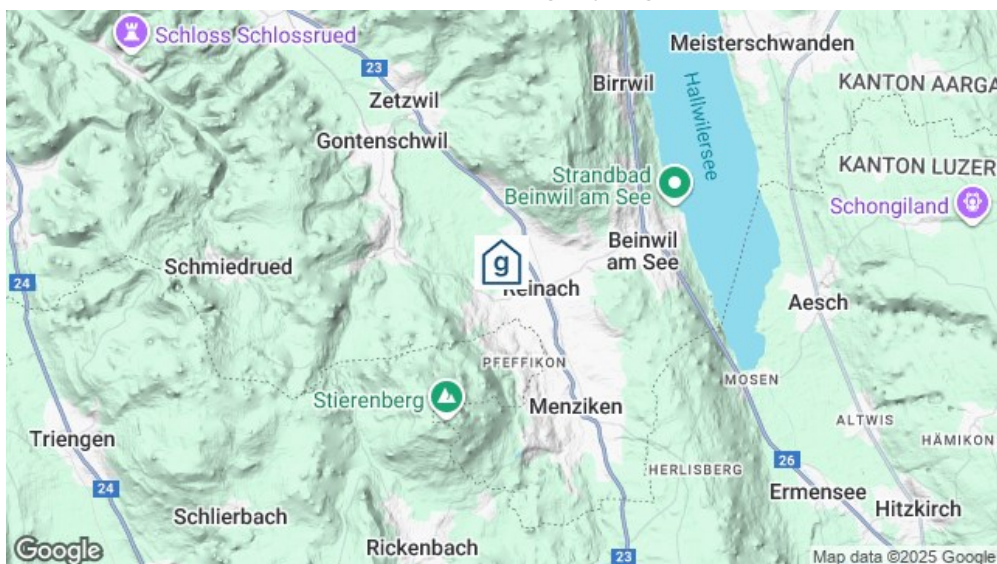 Schloss Schlossrued
Meisterschwanden
23
Birrwil
KANTON AARGA
Zetzwil
Hallwilersee
Gontenschwil
Strandbad
Beinwil am See
KANTON LUZER
Schongiland
Beinwil
am See
Schmiedrued
g
24
Reinach
Aesch
PFEFFIKON
MOSEN
Stierenberg
Menziken
ALTWIS
Triengen
HÄMIKON
HERLISBERG
26
24
Ermensee
Hitzkirch
Schlierbach
Rickenbach
23
Google
Map data ©2025 Google